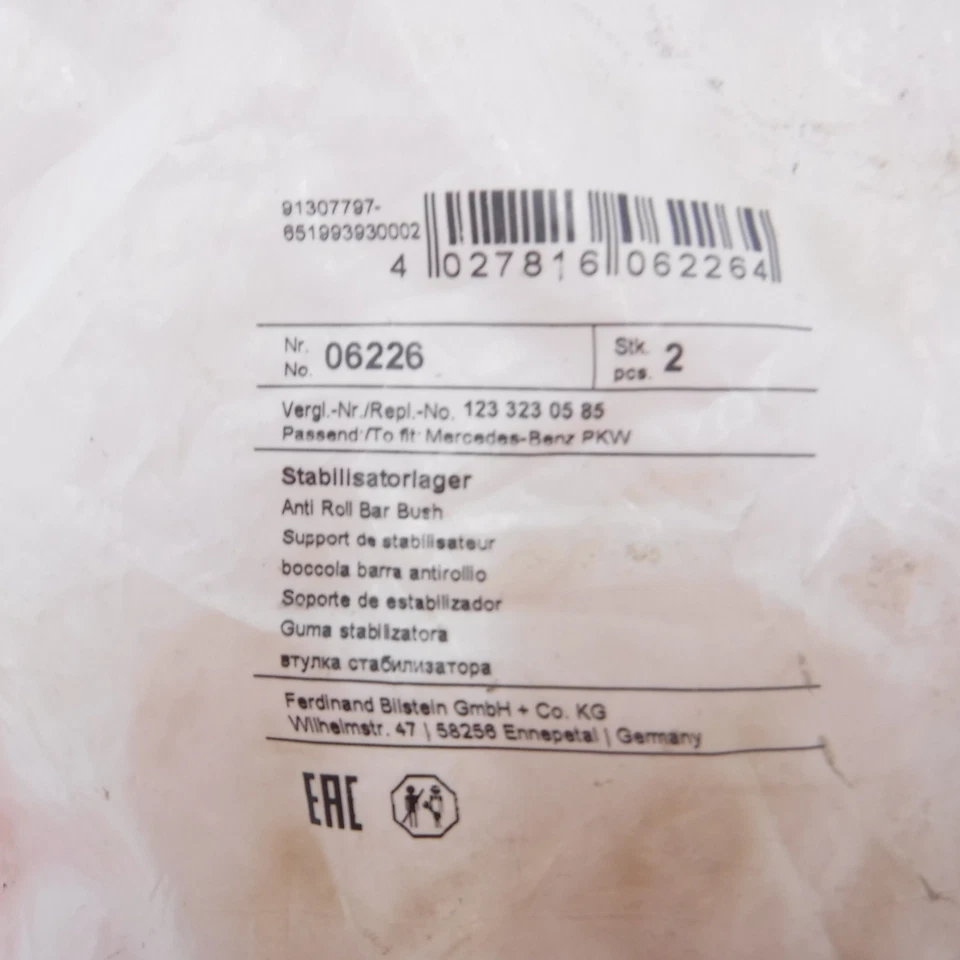 91307797-
651993930002
4 027816 062264
Nr.
No. 06226
Stk.
pcs. 2
Vergl.-Nr./Repl.-No. 123 323 05 85
Passend:/To fit: Mercedes-Benz PKW
Stabilisatorlager
Anti Roll Bar Bush
Support de stabilisateur
boccola barra antirollio
Soporte de estabilizador
Guma stabilizatora
втулка стабилизатора
Ferdinand Bilstein GmbH + Co. KG
Wilhelmstr. 47 | 58256 Ennepetal | Germany
EAC